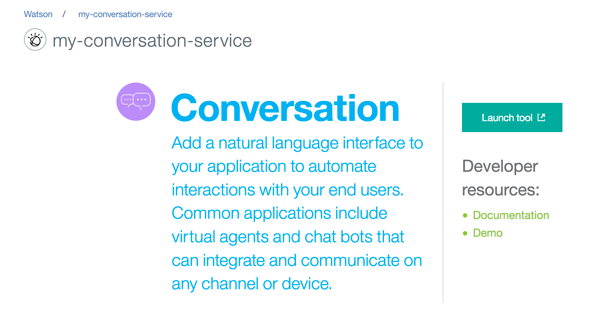 Watson / my-conversation-service
my-conversation-service
Conversation
Add a natural language interface to
your application to automate
interactions with your end users.
Common applications include
virtual agents and chat bots that
can integrate and communicate on
any channel or device.
Launch tool
Developer
resources:
• Documentation
• Demo